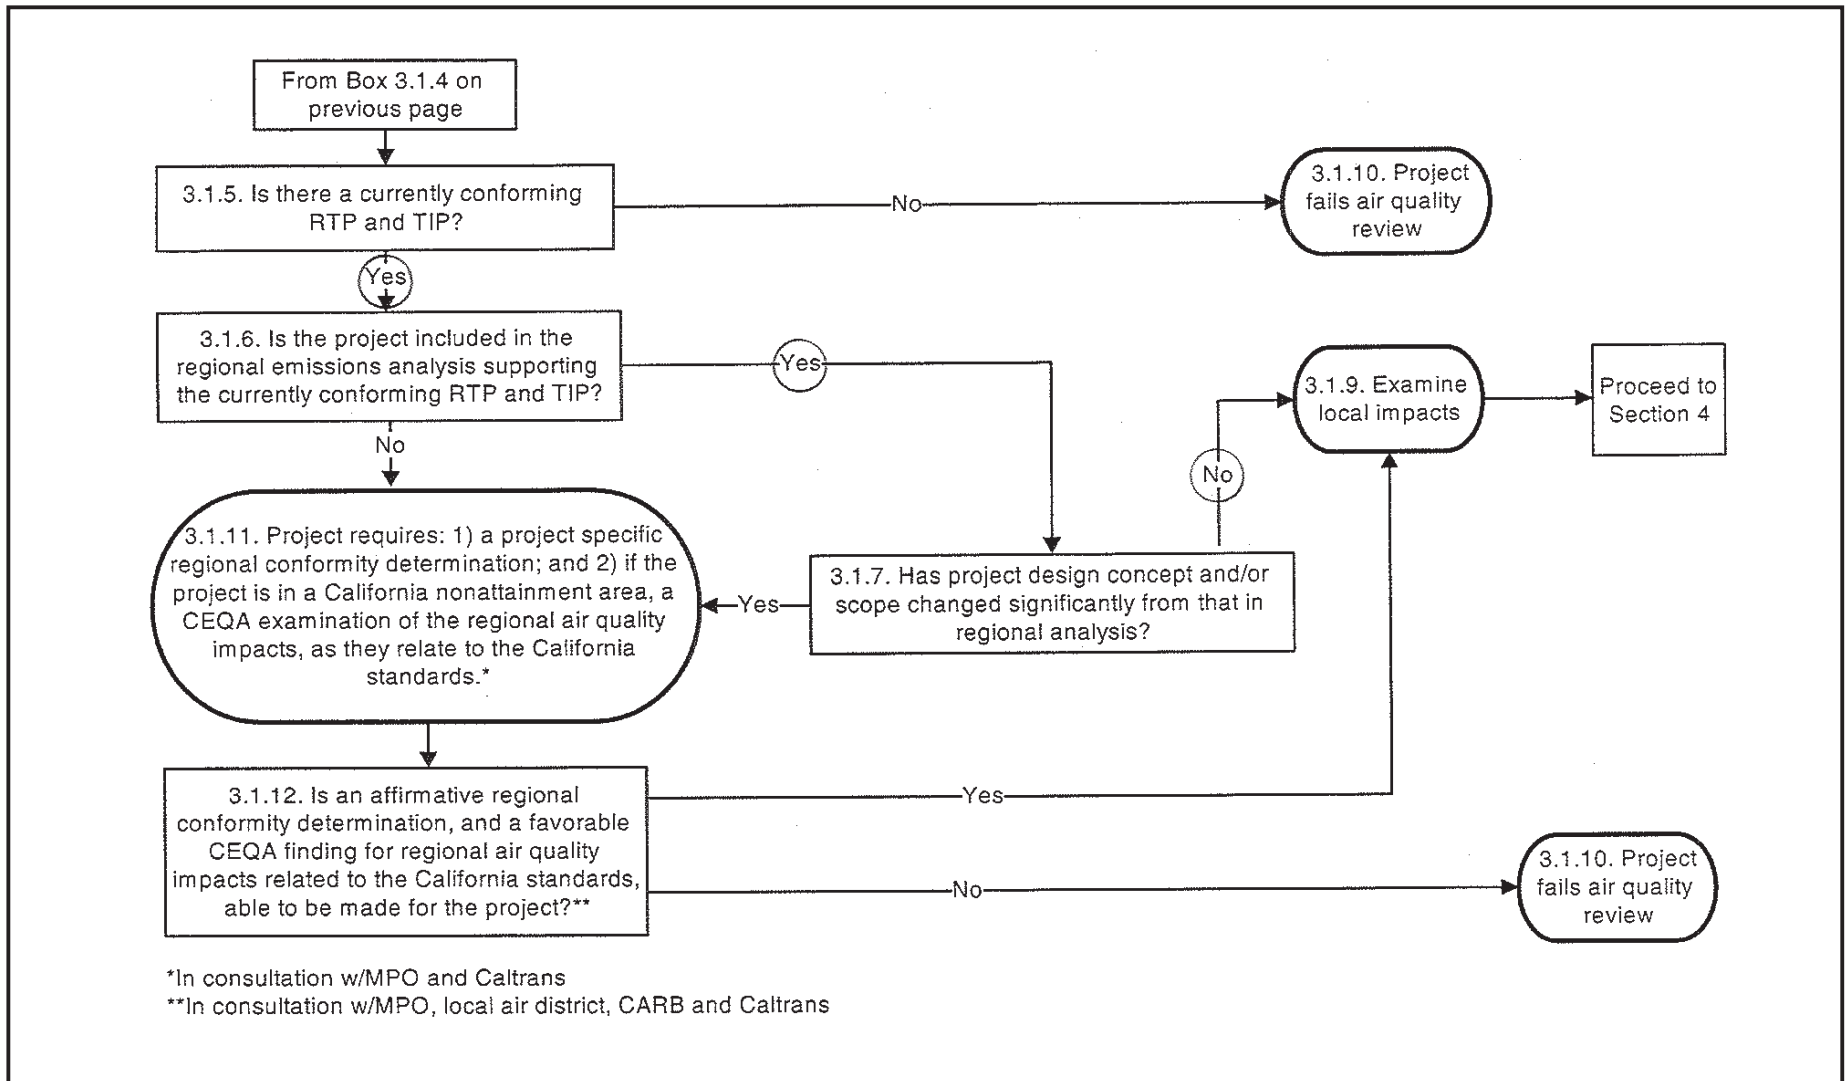 From Box 3.1.4 on
previous page
3.1.5. Is there a currently conforming
RTP and TIP?
No
3.1.10. Project
fails air quality
review
Yes
3.1.6. Is the project included in the
regional emissions analysis supporting
the currently conforming RTP and TIP?
Yes
No
3.1.9. Examine
local impacts
Proceed to
Section 4
No
3.1.11. Project requires: 1) a project specific
regional conformity determination; and 2) if the
project is in a California nonattainment area, a
CEQA examination of the regional air quality
impacts, as they relate to the California
standards.*
Yes
3.1.7. Has project design concept and/or
scope changed significantly from that in
regional analysis?
3.1.12. Is an affirmative regional
conformity determination, and a favorable
CEQA finding for regional air quality
impacts related to the California standards,
able to be made for the project?**
Yes
No
3.1.10. Project
fails air quality
review
*In consultation w/MPO and Caltrans
**In consultation w/MPO, local air district, CARB and Caltrans